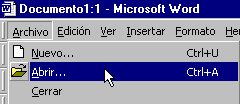 Documento1:1 - Microsoft Word
Archivo Edición Ver Insertar Formato Her
Nuevo... Ctrl+U
Abrir... Ctrl+A
Cerrar